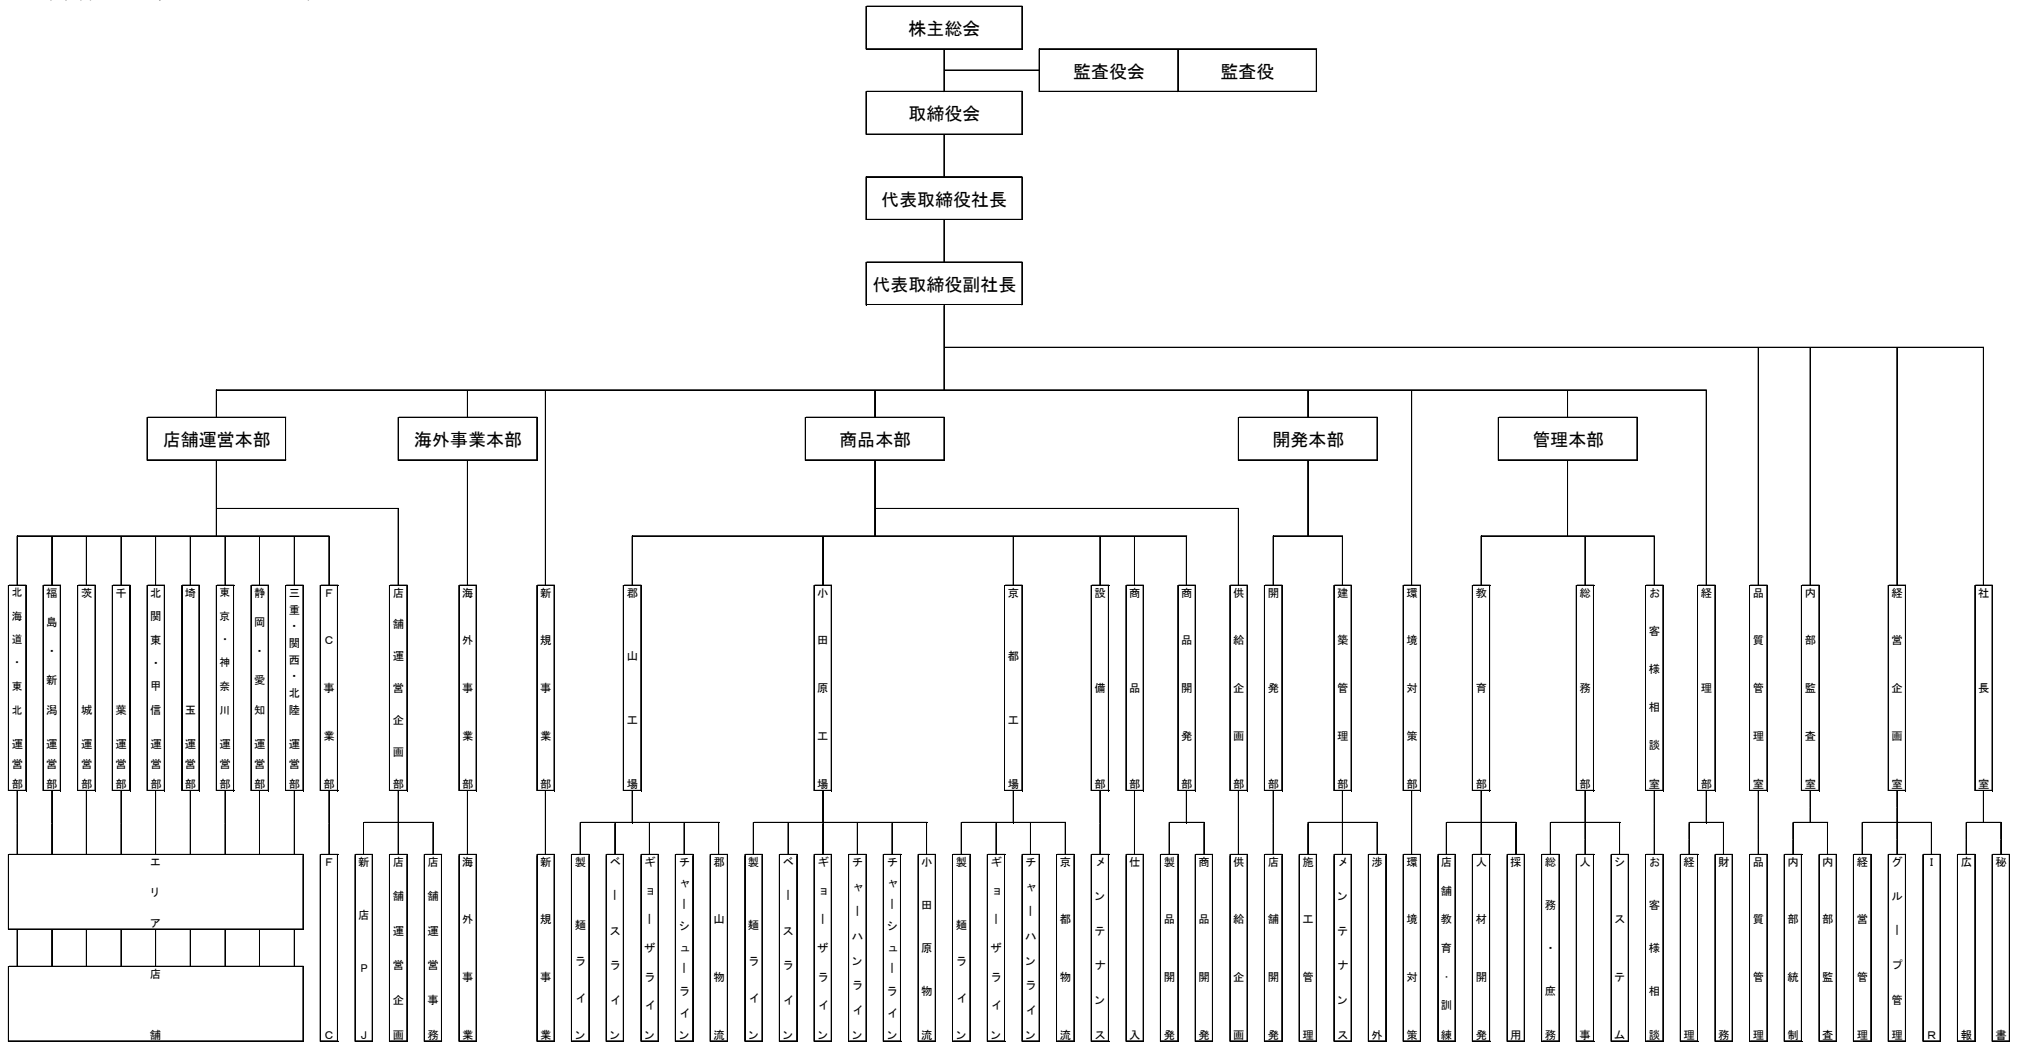 株主総会
監査役会
監査役
取締役会
代表取締役社長
代表取締役副社長
店舗運営本部
海外事業本部
商品本部
開発本部
管理本部
北海道・東北運営部
福島・新潟運営部
茨城運営部
千葉運営部
北関東・甲信運営部
埼玉運営部
東京・神奈川運営部
静岡・愛知運営部
三重・関西・北陸運営部
FC事業部
店舗運営企画部
海外事業部
新規事業部
郡山工場
小田原工場
京都工場
設備部
商品部
商品開発部
供給企画部
開発部
建築管理部
環境対策部
教育部
総務部
お客様相談室
経理部
品質管理室
内部監査室
経営企画室
社長室
エリア
店舗
FC
新店PJ
店舗運営企画
店舗運営事務
海外事業
新規事業
製麺ライン
ベースライン
ギョーザライン
チャーシューライン
郡山物流
製麺ライン
ベースライン
ギョーザライン
チャーハンライン
チャーシューライン
小田原物流
製麺ライン
ギョーザライン
チャーハンライン
京都物流
メンテナンス
仕入
製品開発
商品開発
供給企画
店舗開発
施工管理
メンテナンス
渉外
環境対策
店舗教育・訓練
人材開発
採用
総務・庶務
人事
システム
お客様相談
経理
財務
品質管理
内部統制
内部監査
経営管理
グループ管理
IR
広報
秘書